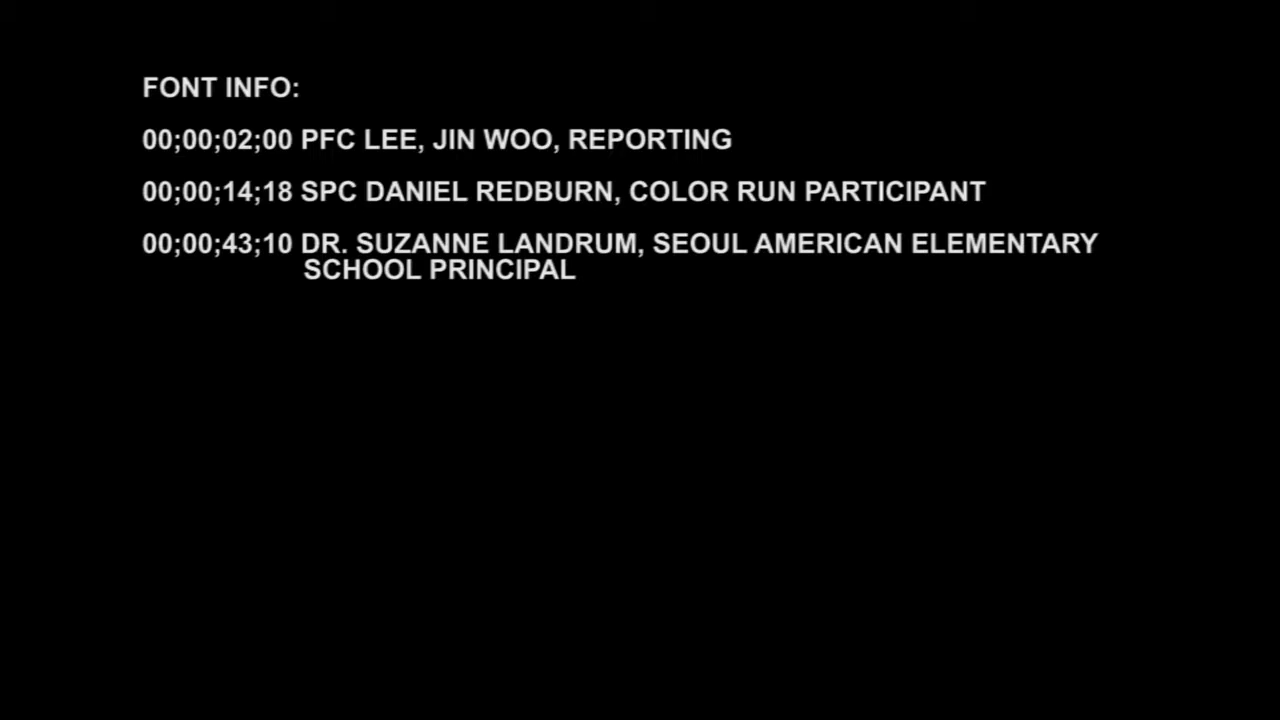 FONT INFO:
00;00;02;00 PFC LEE, JIN WOO, REPORTING
00;00;14;18 SPC DANIEL REDBURN, COLOR RUN PARTICIPANT
00;00;43;10 DR. SUZANNE LANDRUM, SEOUL AMERICAN ELEMENTARY
SCHOOL PRINCIPAL